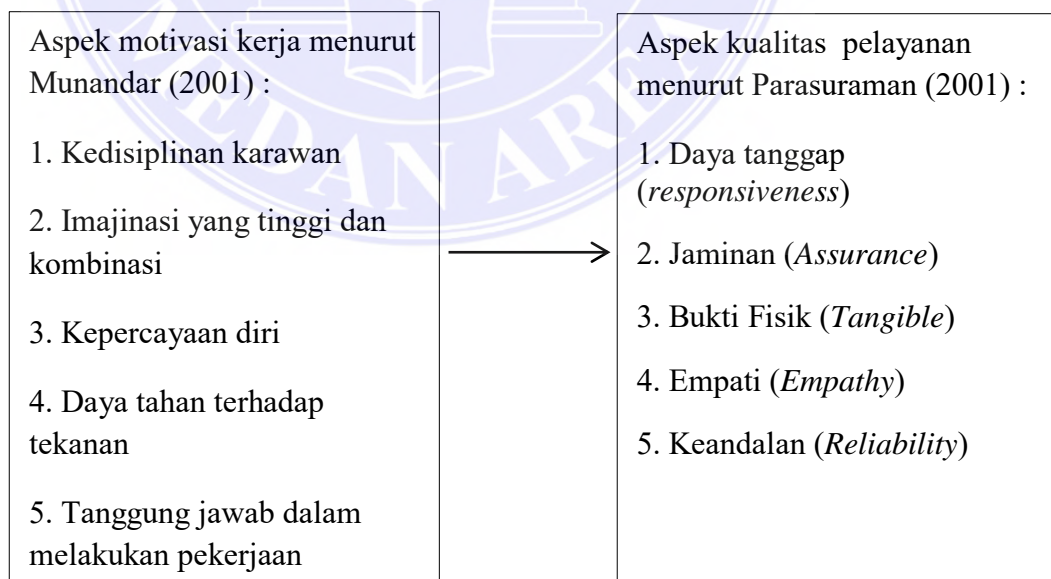 Aspek motivasi kerja menurut
Munandar (2001) :
1. Kedisiplinan karawan
2. Imajinasi yang tinggi dan
kombinasi
3. Kepercayaan diri
4. Daya tahan terhadap
tekanan
5. Tanggung jawab dalam
melakukan pekerjaan
Aspek kualitas pelayanan
menurut Parasuraman (2001) :
1. Daya tanggap
(responsiveness)
2. Jaminan (Assurance)
3. Bukti Fisik (Tangible)
4. Empati (Empathy)
5. Keandalan (Reliability)
MEDAN AREA